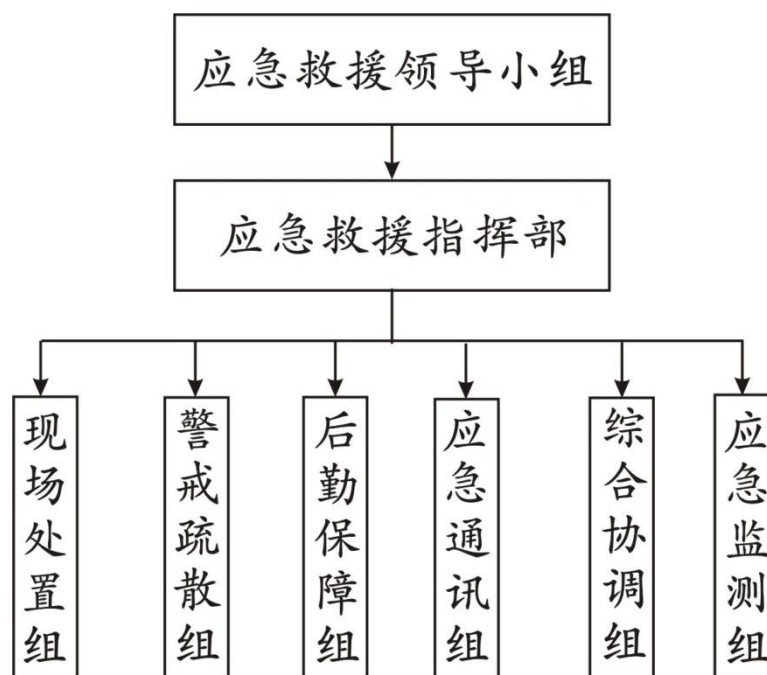 应急救援领导小组
应急救援指挥部
现场处置组
警戒疏散组
后勤保障组
应急通讯组
综合协调组
应急监测组